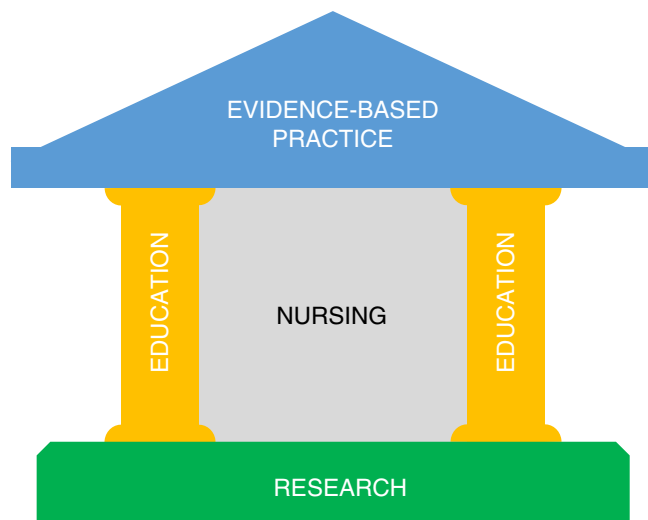 EVIDENCE-BASED
PRACTICE
EDUCATION
NURSING
EDUCATION
RESEARCH